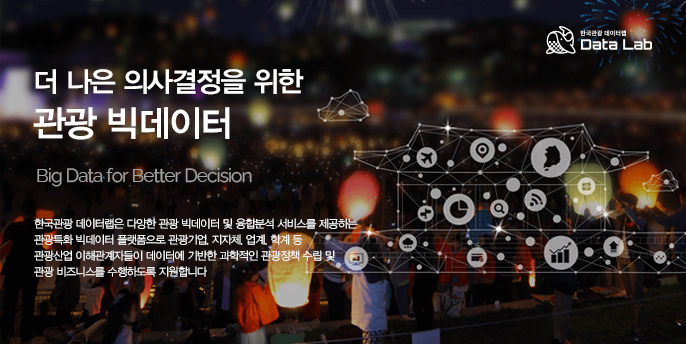 한국관광 데이터랩
Data Lab
더 나은 의사결정을 위한
관광 빅데이터
Big Data for Better Decision
한국관광 데이터랩은 다양한 관광 빅데이터 및 융합분석 서비스를 제공하는
관광특화 빅데이터 플랫폼으로 관광기업, 지자체, 업계, 학계 등
관광산업 이해관계자들이 데이터에 기반한 과학적인 관광정책 수립 및
관광 비즈니스를 수행하도록 지원합니다